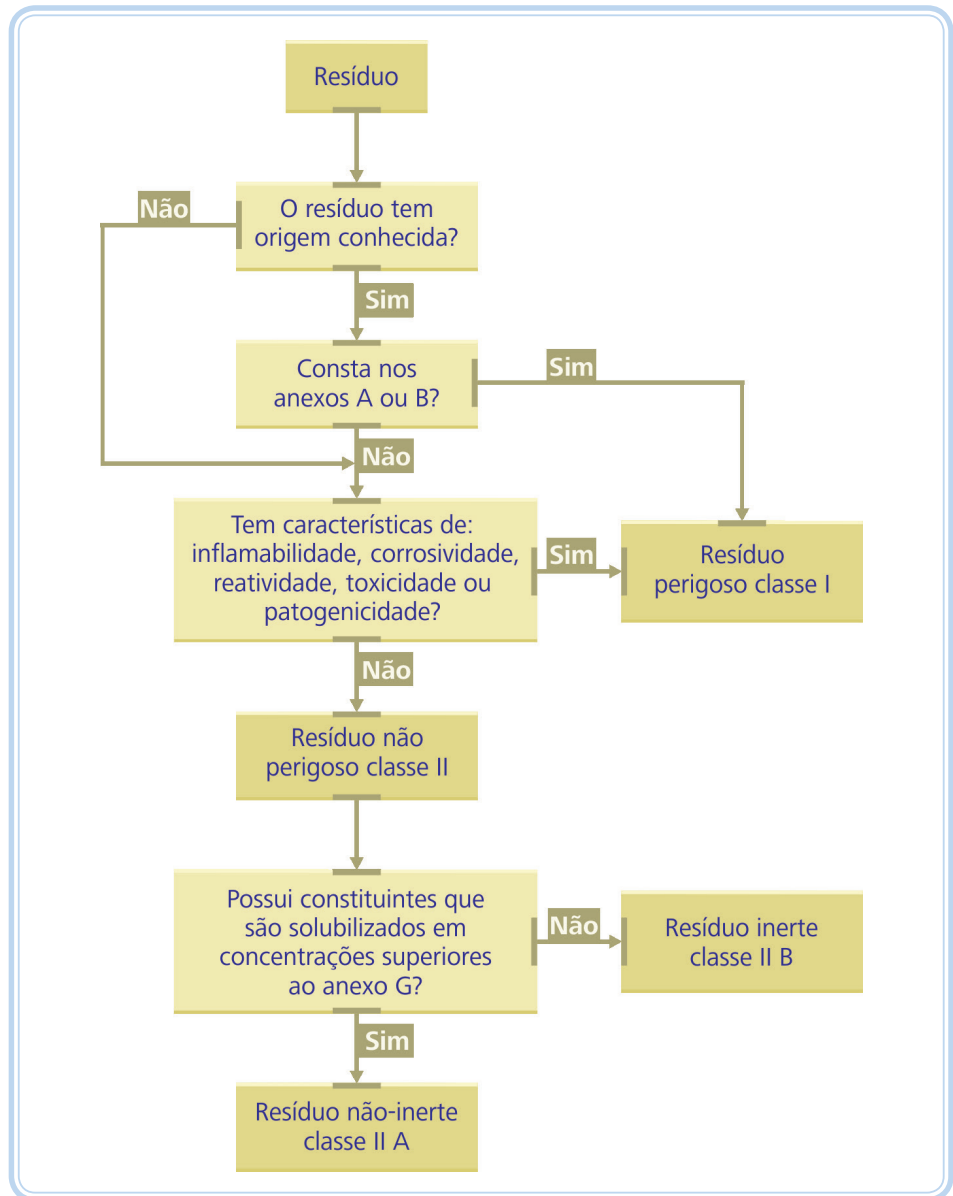 Resíduo
Não
O resíduo tem
origem conhecida?
Sim
Consta nos
anexos A ou B?
Sim
Não
Tem características de:
inflamabilidade, corrosividade,
reatividade, toxicidade ou
patogenicidade?
Sim
Resíduo
perigoso classe I
Não
Resíduo não
perigoso classe II
Possui constituintes que
são solubilizados em
concentrações superiores
ao anexo G?
Não
Resíduo inerte
classe II B
Sim
Resíduo não-inerte
classe II A